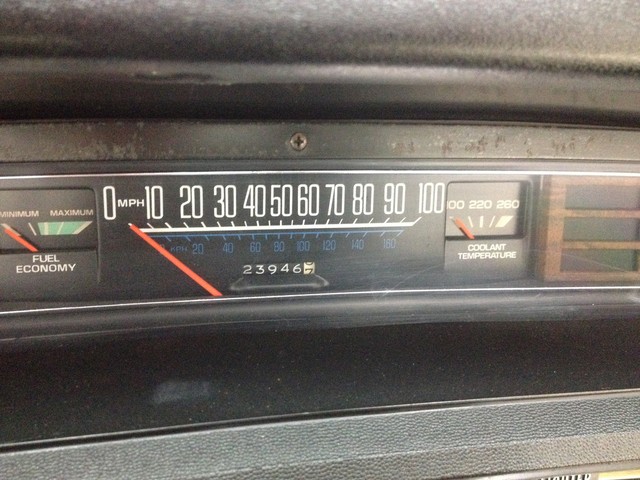 0 MPH 10 20 30 40 50 60 70 80 90 100
MINIMUM MAXIMUM
FUEL
ECONOMY
20 40 60 80 100 120 140 160
23946
100 220 260
COOLANT
TEMPERATURE
LIGHTER